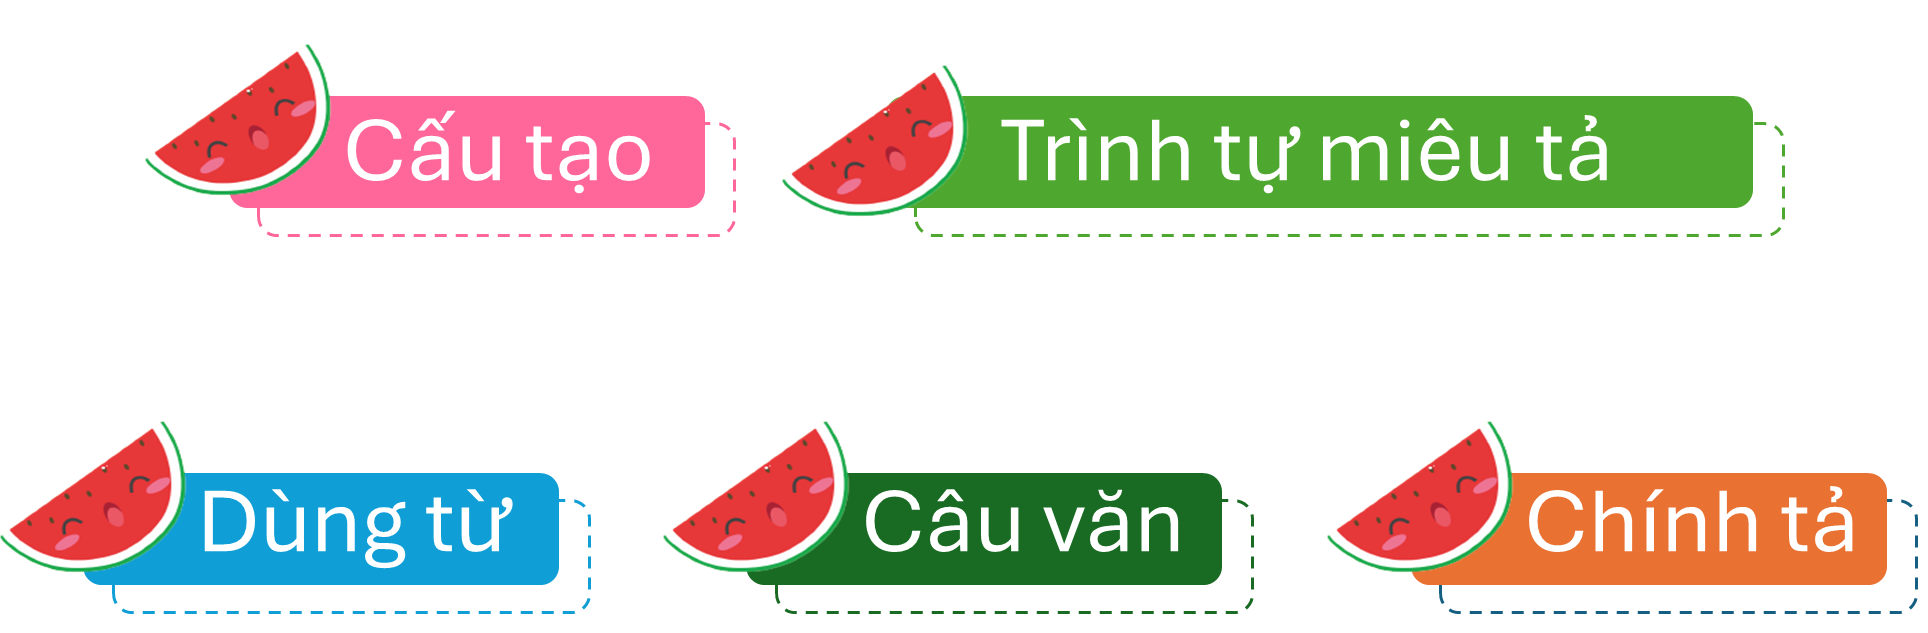 Cấu tạo
Trình tự miêu tả
Dùng từ
Câu văn
Chính tả